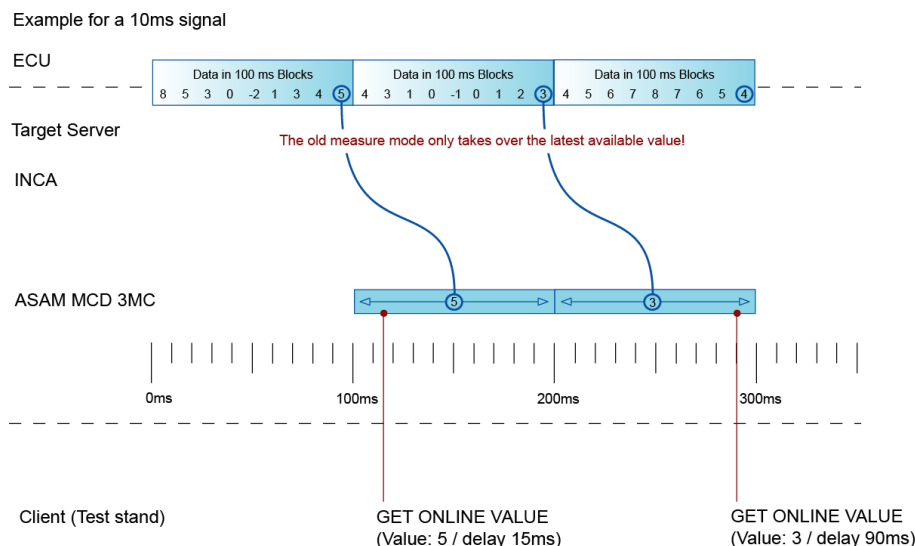 Example for a 10ms signal
ECU
Data in 100 ms Blocks
8 5 3 0 -2 1 3 4 5
Data in 100 ms Blocks
4 3 1 0 -1 0 1 2 3
Data in 100 ms Blocks
4 5 6 7 8 7 6 5 4
Target Server
The old measure mode only takes over the latest available value!
INCA
ASAM MCD 3MC
5
3
0ms
100ms
200ms
300ms
Client (Test stand)
GET ONLINE VALUE
(Value: 5 / delay 15ms)
GET ONLINE VALUE
(Value: 3 / delay 90ms)